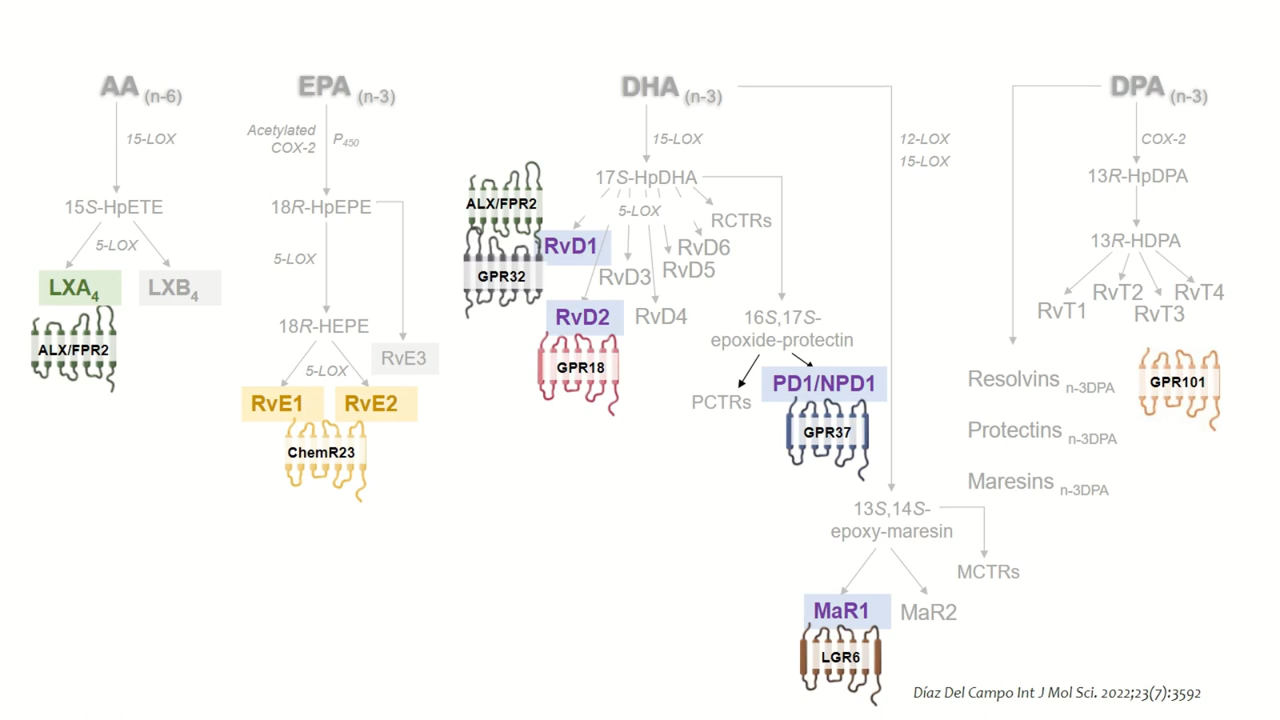 AA (n-6)
15-LOX
15S-HpETE
5-LOX
LXA4
LXB4
ALX/FPR2
EPA (n-3)
Acetylated
COX-2
P450
18R-HpEPE
5-LOX
18R-HEPE
RvE3
5-LOX
RvE1
RvE2
ChemR23
DHA (n-3)
15-LOX
12-LOX
15-LOX
17S-HpDHA
ALX/FPR2
5-LOX
RCTRs
RvD1
RvD6
GPR32
RvD3
RvD5
RvD2
RvD4
GPR18
16S,17S-
epoxide-protectin
PCTRs
PD1/NPD1
GPR37
13S,14S-
epoxy-maresin
MCTRs
MaR1
MaR2
LGR6
DPA (n-3)
COX-2
13R-HpDPA
13R-HDPA
RvT1
RvT2
RvT3
RvT4
Resolvins n-3DPA
GPR101
Protectins n-3DPA
Maresins n-3DPA
Díaz Del Campo Int J Mol Sci. 2022;23(7):3592